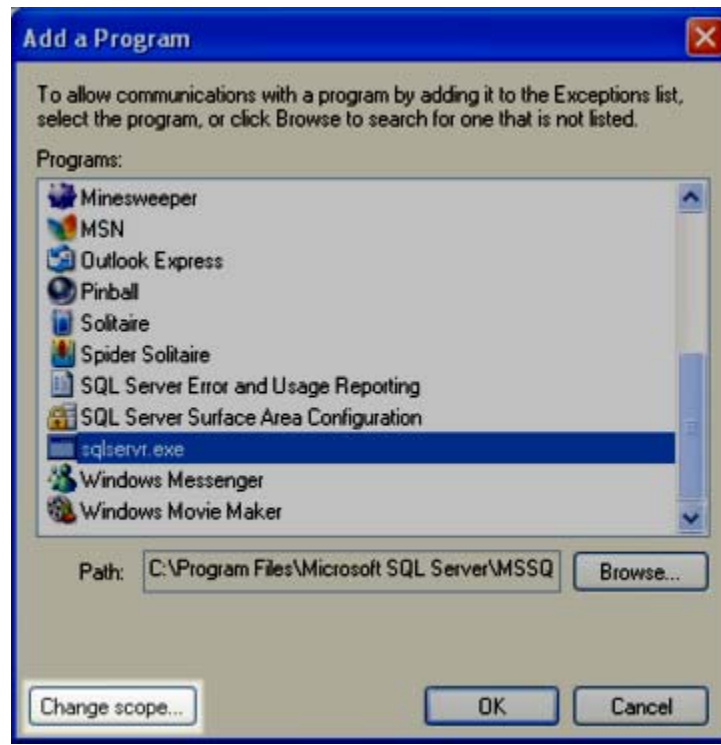 Add a Program
To allow communications with a program by adding it to the Exceptions list,
select the program, or click Browse to search for one that is not listed.
Programs:
Minesweeper
MSN
Outlook Express
Pinball
Solitaire
Spider Solitaire
SQL Server Error and Usage Reporting
SQL Server Surface Area Configuration
sqlservr.exe
Windows Messenger
Windows Movie Maker
Path: C:\Program Files\Microsoft SQL Server\MSSQ Browse...
Change scope... OK Cancel